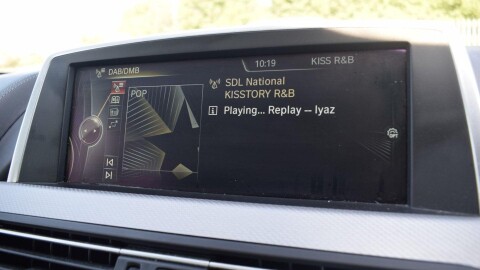 DAB/DMB
10:19
KISS R&B
SDL National
KISSTORY R&B
POP
Playing... Replay -- Iyaz